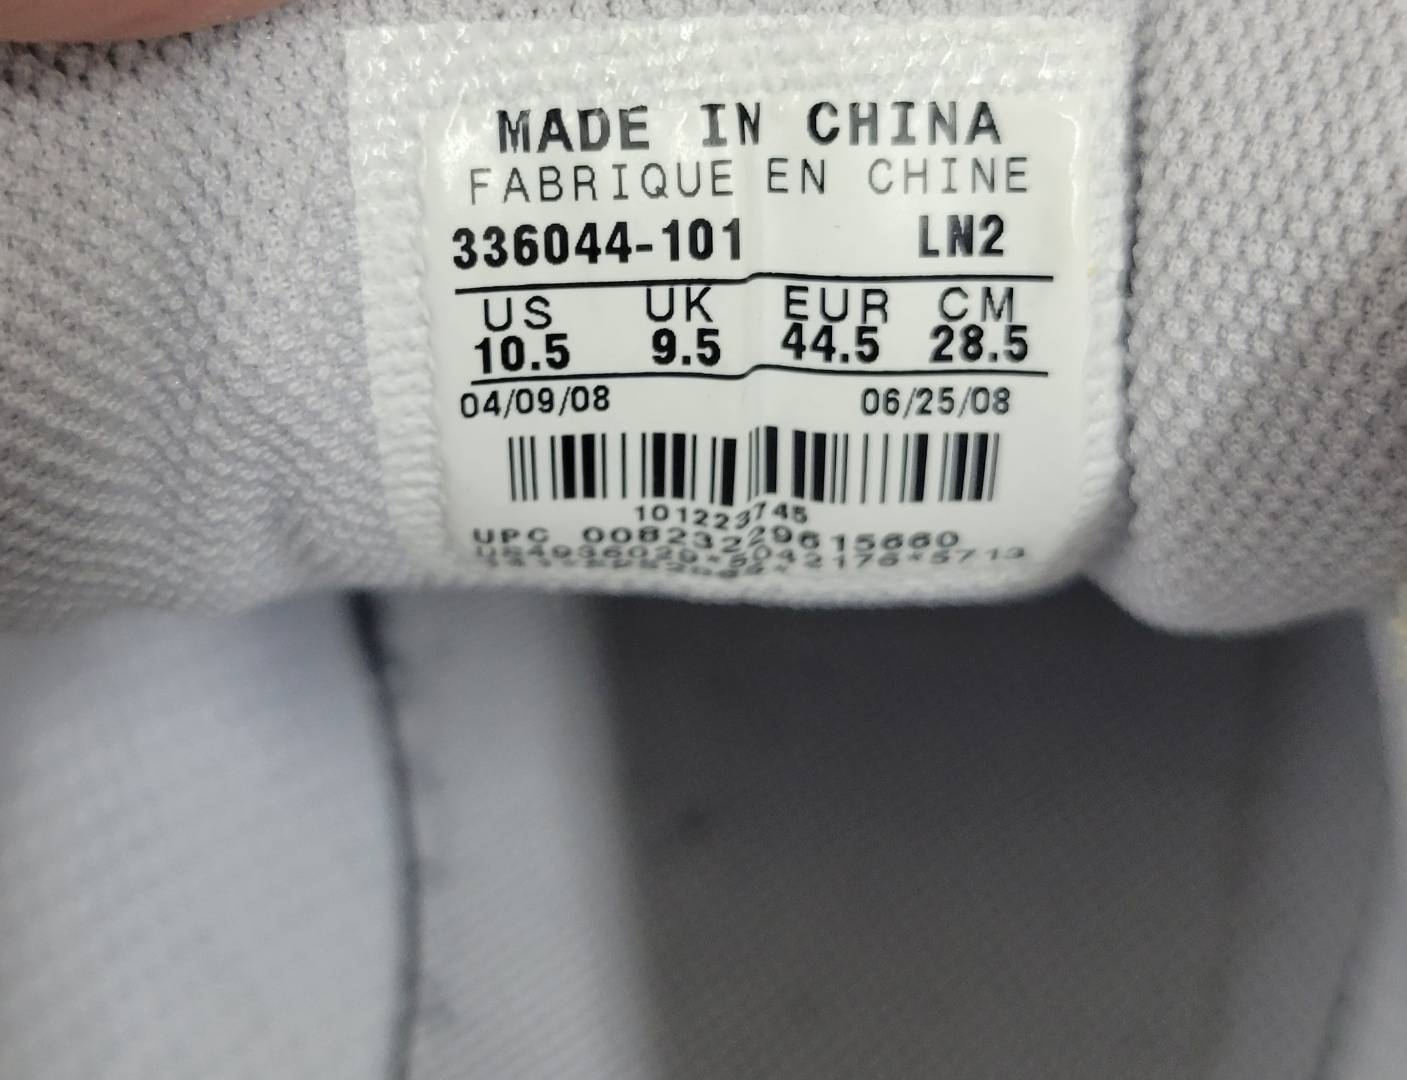 MADE IN CHINA
FABRIQUE EN CHINE
336044-101 LN2
US UK EUR CM
10.5 9.5 44.5 28.5
04/09/08 06/25/08
101223745
UPC 00823229615660